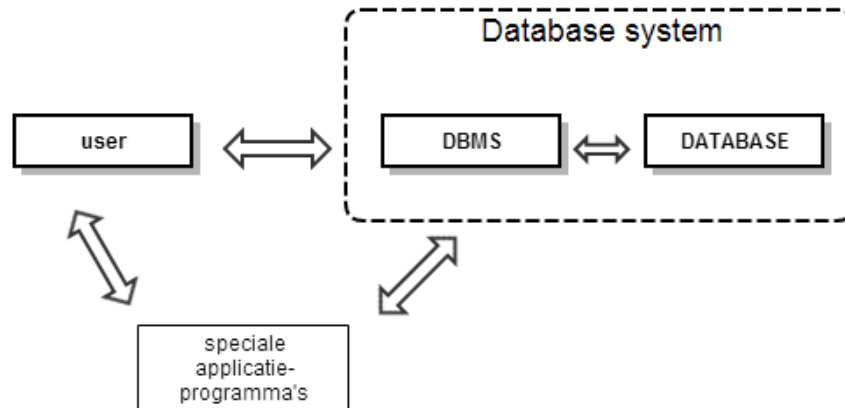 Database system
user
DBMS
DATABASE
speciale
applicatie-
programma's